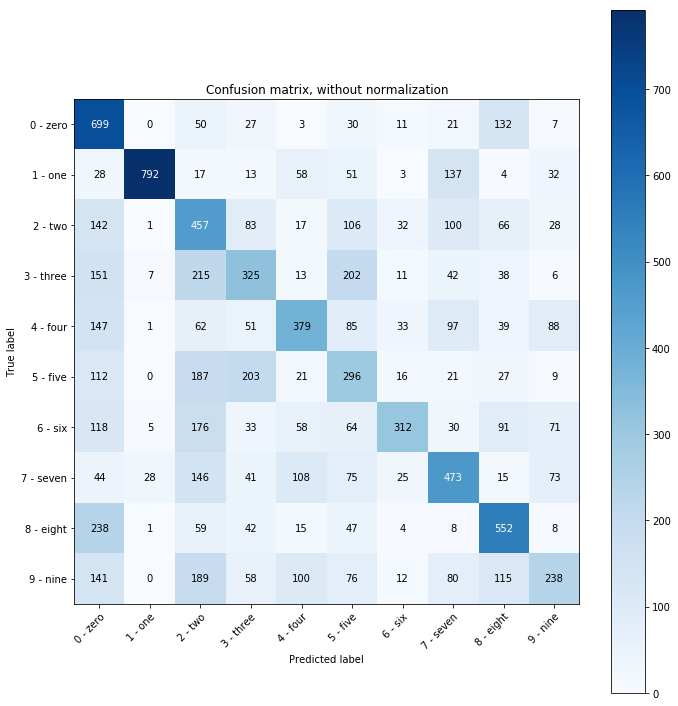 Confusion matrix, without normalization
0 - zero 699 0 50 27 3 30 11 21 132 7
1 - one 28 792 17 13 58 51 3 137 4 32
2 - two 142 1 457 83 17 106 32 100 66 28
3 - three 151 7 215 325 13 202 11 42 38 6
4 - four 147 1 62 51 379 85 33 97 39 88
5 - five 112 0 187 203 21 296 16 21 27 9
6 - six 118 5 176 33 58 64 312 30 91 71
7 - seven 44 28 146 41 108 75 25 473 15 73
8 - eight 238 1 59 42 15 47 4 8 552 8
9 - nine 141 0 189 58 100 76 12 80 115 238
0 - zero 1 - one 2 - two 3 - three 4 - four 5 - five 6 - six 7 - seven 8 - eight 9 - nine
Predicted label
True label
700
600
500
400
300
200
100
0